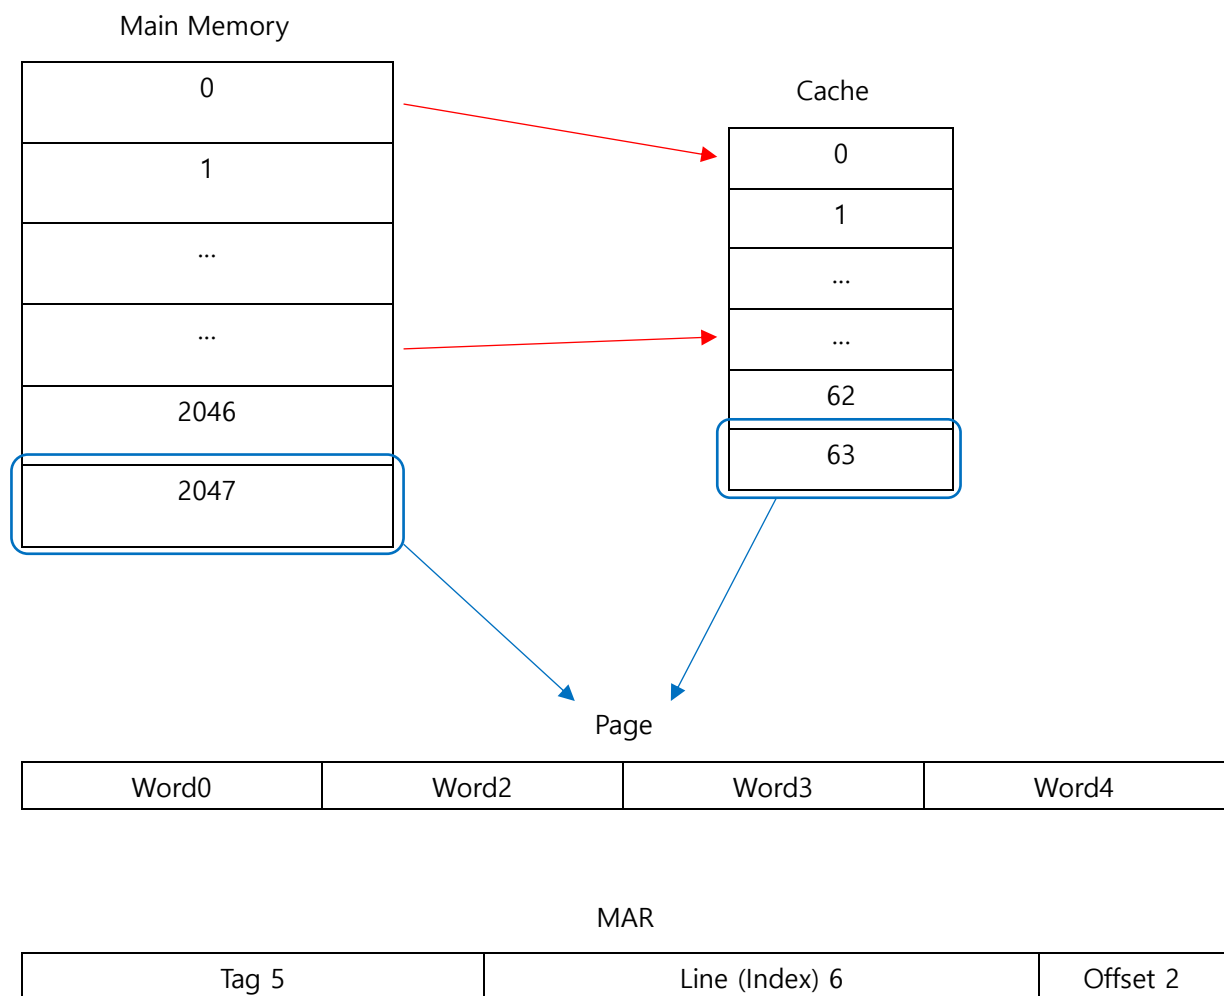 Main Memory
Cache
0
1
...
...
2046
2047
0
1
...
...
62
63
Page
Word0 Word2 Word3 Word4
MAR
Tag 5 Line (Index) 6 Offset 2